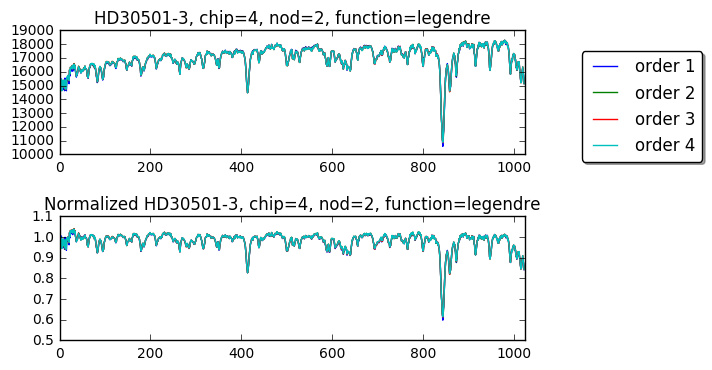 HD30501-3, chip=4, nod=2, function=legendre
19000
18000
17000
16000
15000
14000
13000
12000
11000
10000
0 200 400 600 800 1000
order 1
order 2
order 3
order 4
Normalized HD30501-3, chip=4, nod=2, function=legendre
1.1
1.0
0.9
0.8
0.7
0.6
0.5
0 200 400 600 800 1000